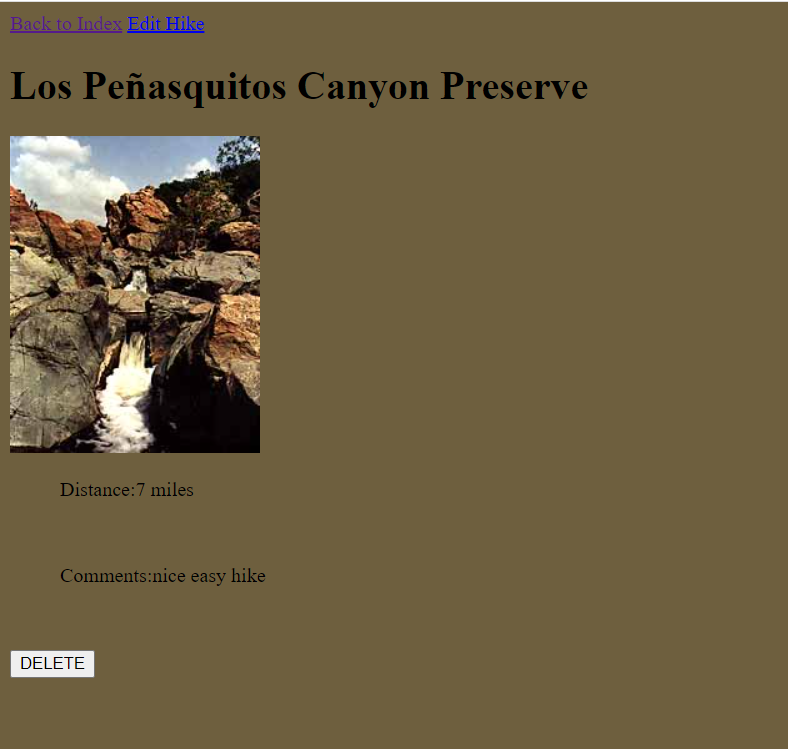 Back to Index Edit Hike
Los Peñasquitos Canyon Preserve
Distance:7 miles
Comments:nice easy hike
DELETE